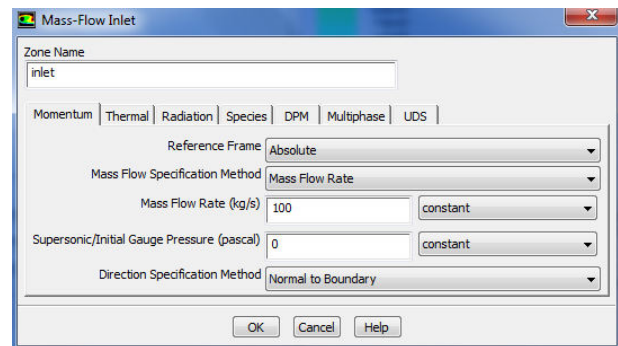 Mass-Flow Inlet
Zone Name
inlet
Momentum Thermal Radiation Species DPM Multiphase UDS
Reference Frame Absolute
Mass Flow Specification Method Mass Flow Rate
Mass Flow Rate (kg/s) 100 constant
Supersonic/Initial Gauge Pressure (pascal) 0 constant
Direction Specification Method Normal to Boundary
OK Cancel Help